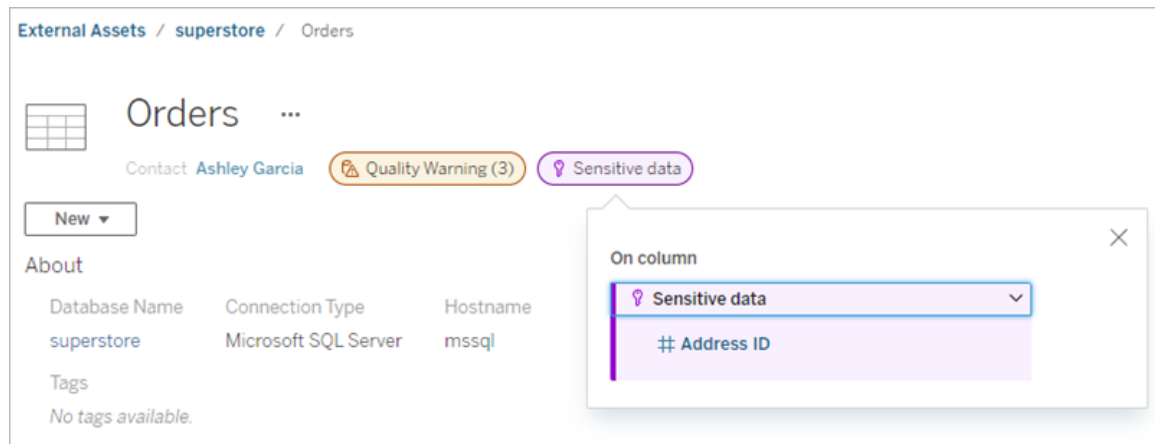 External Assets / superstore / Orders
Orders ...
Contact Ashley Garcia Quality Warning (3) Sensitive data
New
About
Database Name Connection Type Hostname
superstore Microsoft SQL Server mssql
Tags
No tags available.
On column
Sensitive data
# Address ID